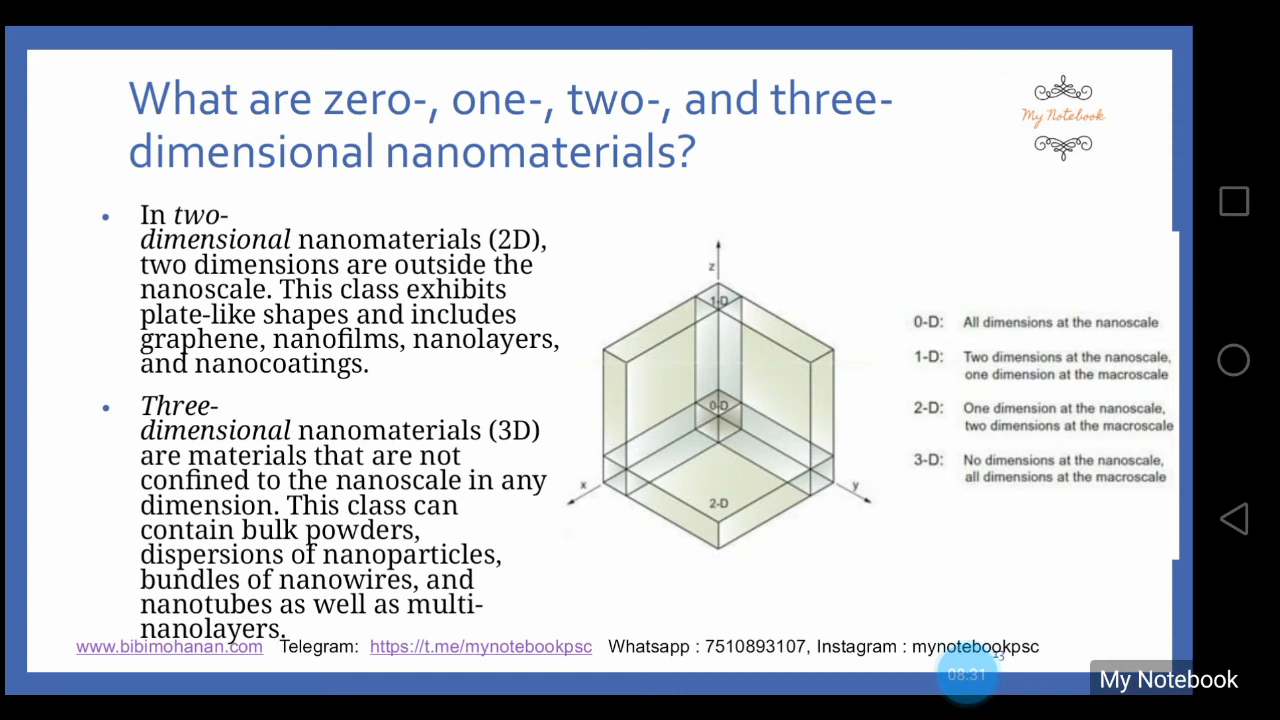 What are zero-, one-, two-, and three-
dimensional nanomaterials?
My Notebook
• In two-
dimensional nanomaterials (2D),
two dimensions are outside the
nanoscale. This class exhibits
plate-like shapes and includes
graphene, nanofilms, nanolayers,
and nanocoatings.
• Three-
dimensional nanomaterials (3D)
are materials that are not
confined to the nanoscale in any
dimension. This class can
contain bulk powders,
dispersions of nanoparticles,
bundles of nanowires, and
nanotubes as well as multi-
nanolayers.
z
1-D
0-D
x
y
2-D
0-D: All dimensions at the nanoscale
1-D: Two dimensions at the nanoscale,
one dimension at the macroscale
2-D: One dimension at the nanoscale,
two dimensions at the macroscale
3-D: No dimensions at the nanoscale,
all dimensions at the macroscale
www.bibimohanan.com Telegram: https://t.me/mynotebookpsc Whatsapp : 7510893107, Instagram : mynotebookpsc
08:31
My Notebook